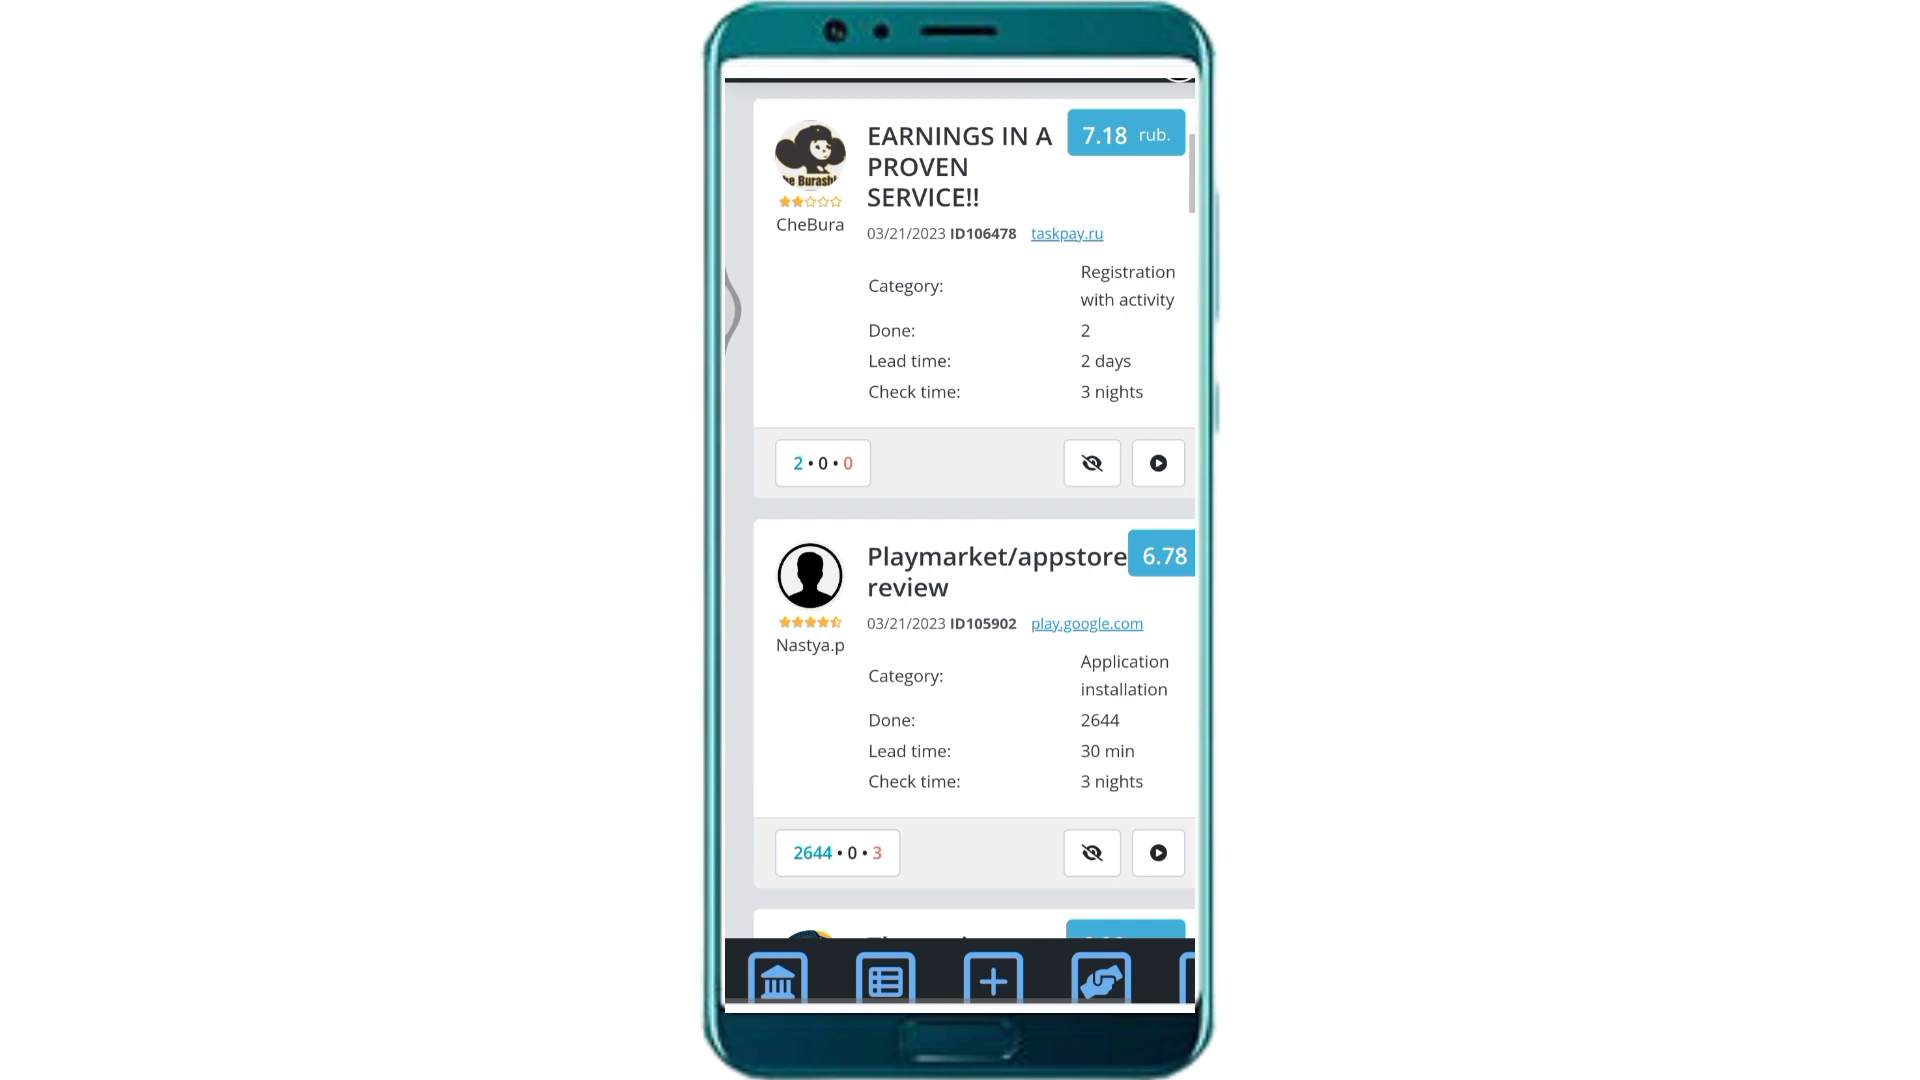 EARNINGS IN A
PROVEN
SERVICE!!
7.18 rub.
he Burash
CheBura
03/21/2023 ID106478 taskpay.ru
Category: Registration
with activity
Done: 2
Lead time: 2 days
Check time: 3 nights
2 • 0 • 0
Playmarket/appstore 6.78
review
03/21/2023 ID105902 play.google.com
Nastya.p
Category: Application
installation
Done: 2644
Lead time: 30 min
Check time: 3 nights
2644 • 0 • 3